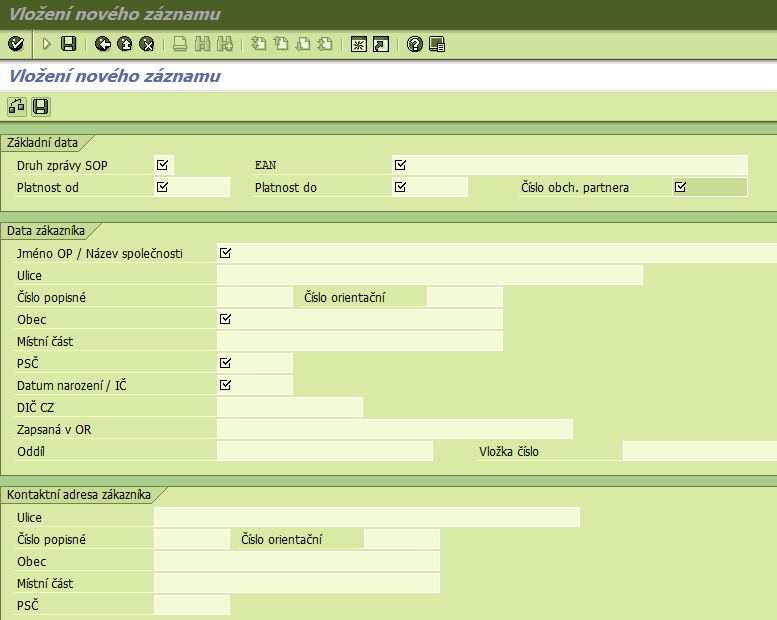 Vložení nového záznamu
Vložení nového záznamu
Základní data
Druh zprávy SOP EAN
Platnost od Platnost do Číslo obch. partnera
Data zákazníka
Jméno OP / Název společnosti
Ulice
Číslo popisné Číslo orientační
Obec
Místní část
PSČ
Datum narození / IČ
DIČ CZ
Zapsaná v OR
Oddíl Vložka číslo
Kontaktní adresa zákazníka
Ulice
Číslo popisné Číslo orientační
Obec
Místní část
PSČ